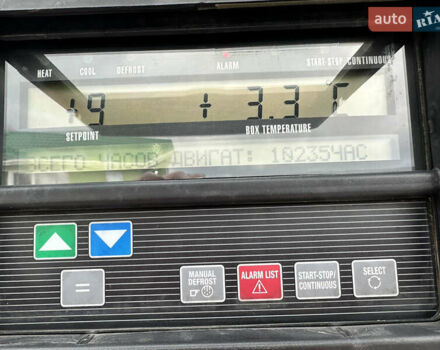 auto RIA
HEAT COOL DEFROST ALARM START-STOP CONTINUOUS
+9 + 3.3 C
SETPOINT BOX TEMPERATURE
ВСЕГО ЧАСОВ ДВИГАТ: 10235ЧАС
=
MANUAL DEFROST
ALARM LIST
START-STOP/ CONTINUOUS
SELECT